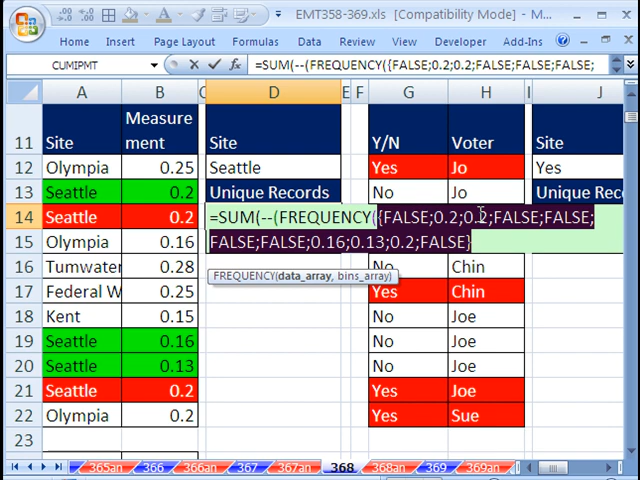 EMT358-369.xls [Compatibility Mode] - M...
Home Insert Page Layout Formulas Data Review View Developer Add-Ins
CUMIPMT =SUM(--(FREQUENCY({FALSE;0.2;0.2;FALSE;FALSE;FALSE;
A B C D E F G H I J
11 Site Measure ment Site Y/N Voter Site
12 Olympia 0.25 Seattle Yes Jo Yes
13 Seattle 0.2 Unique Records No Jo Unique Reco
14 Seattle 0.2 =SUM(--(FREQUENCY({FALSE;0.2;0.2;FALSE;FALSE;
15 Olympia 0.16 FALSE;FALSE;0.16;0.13;0.2;FALSE}
16 Tumwater 0.28 FREQUENCY(data_array, bins_array) No Chin
17 Federal W 0.27 Yes Chin
18 Kent 0.15 No Joe
19 Seattle 0.16 No Joe
20 Seattle 0.13 No Joe
21 Seattle 0.2 Yes Joe
22 Olympia 0.2 Yes Sue
23
365an 366 366an 367 367an 368 368an 369 369an